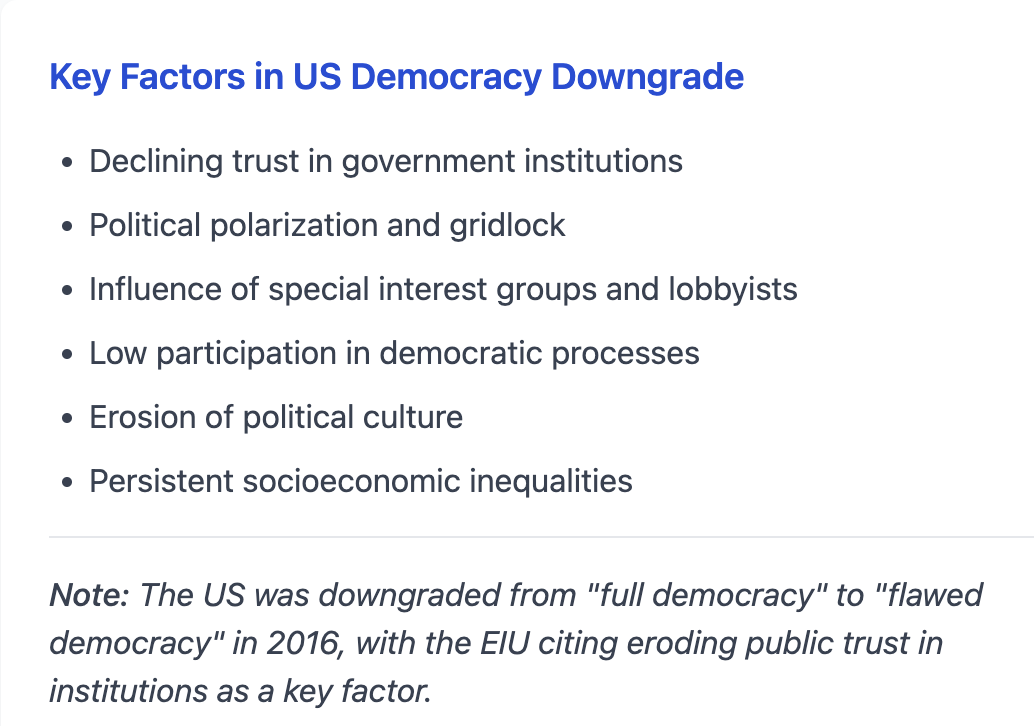 Key Factors in US Democracy Downgrade
• Declining trust in government institutions
• Political polarization and gridlock
• Influence of special interest groups and lobbyists
• Low participation in democratic processes
• Erosion of political culture
• Persistent socioeconomic inequalities
Note: The US was downgraded from "full democracy" to "flawed
democracy" in 2016, with the EIU citing eroding public trust in
institutions as a key factor.